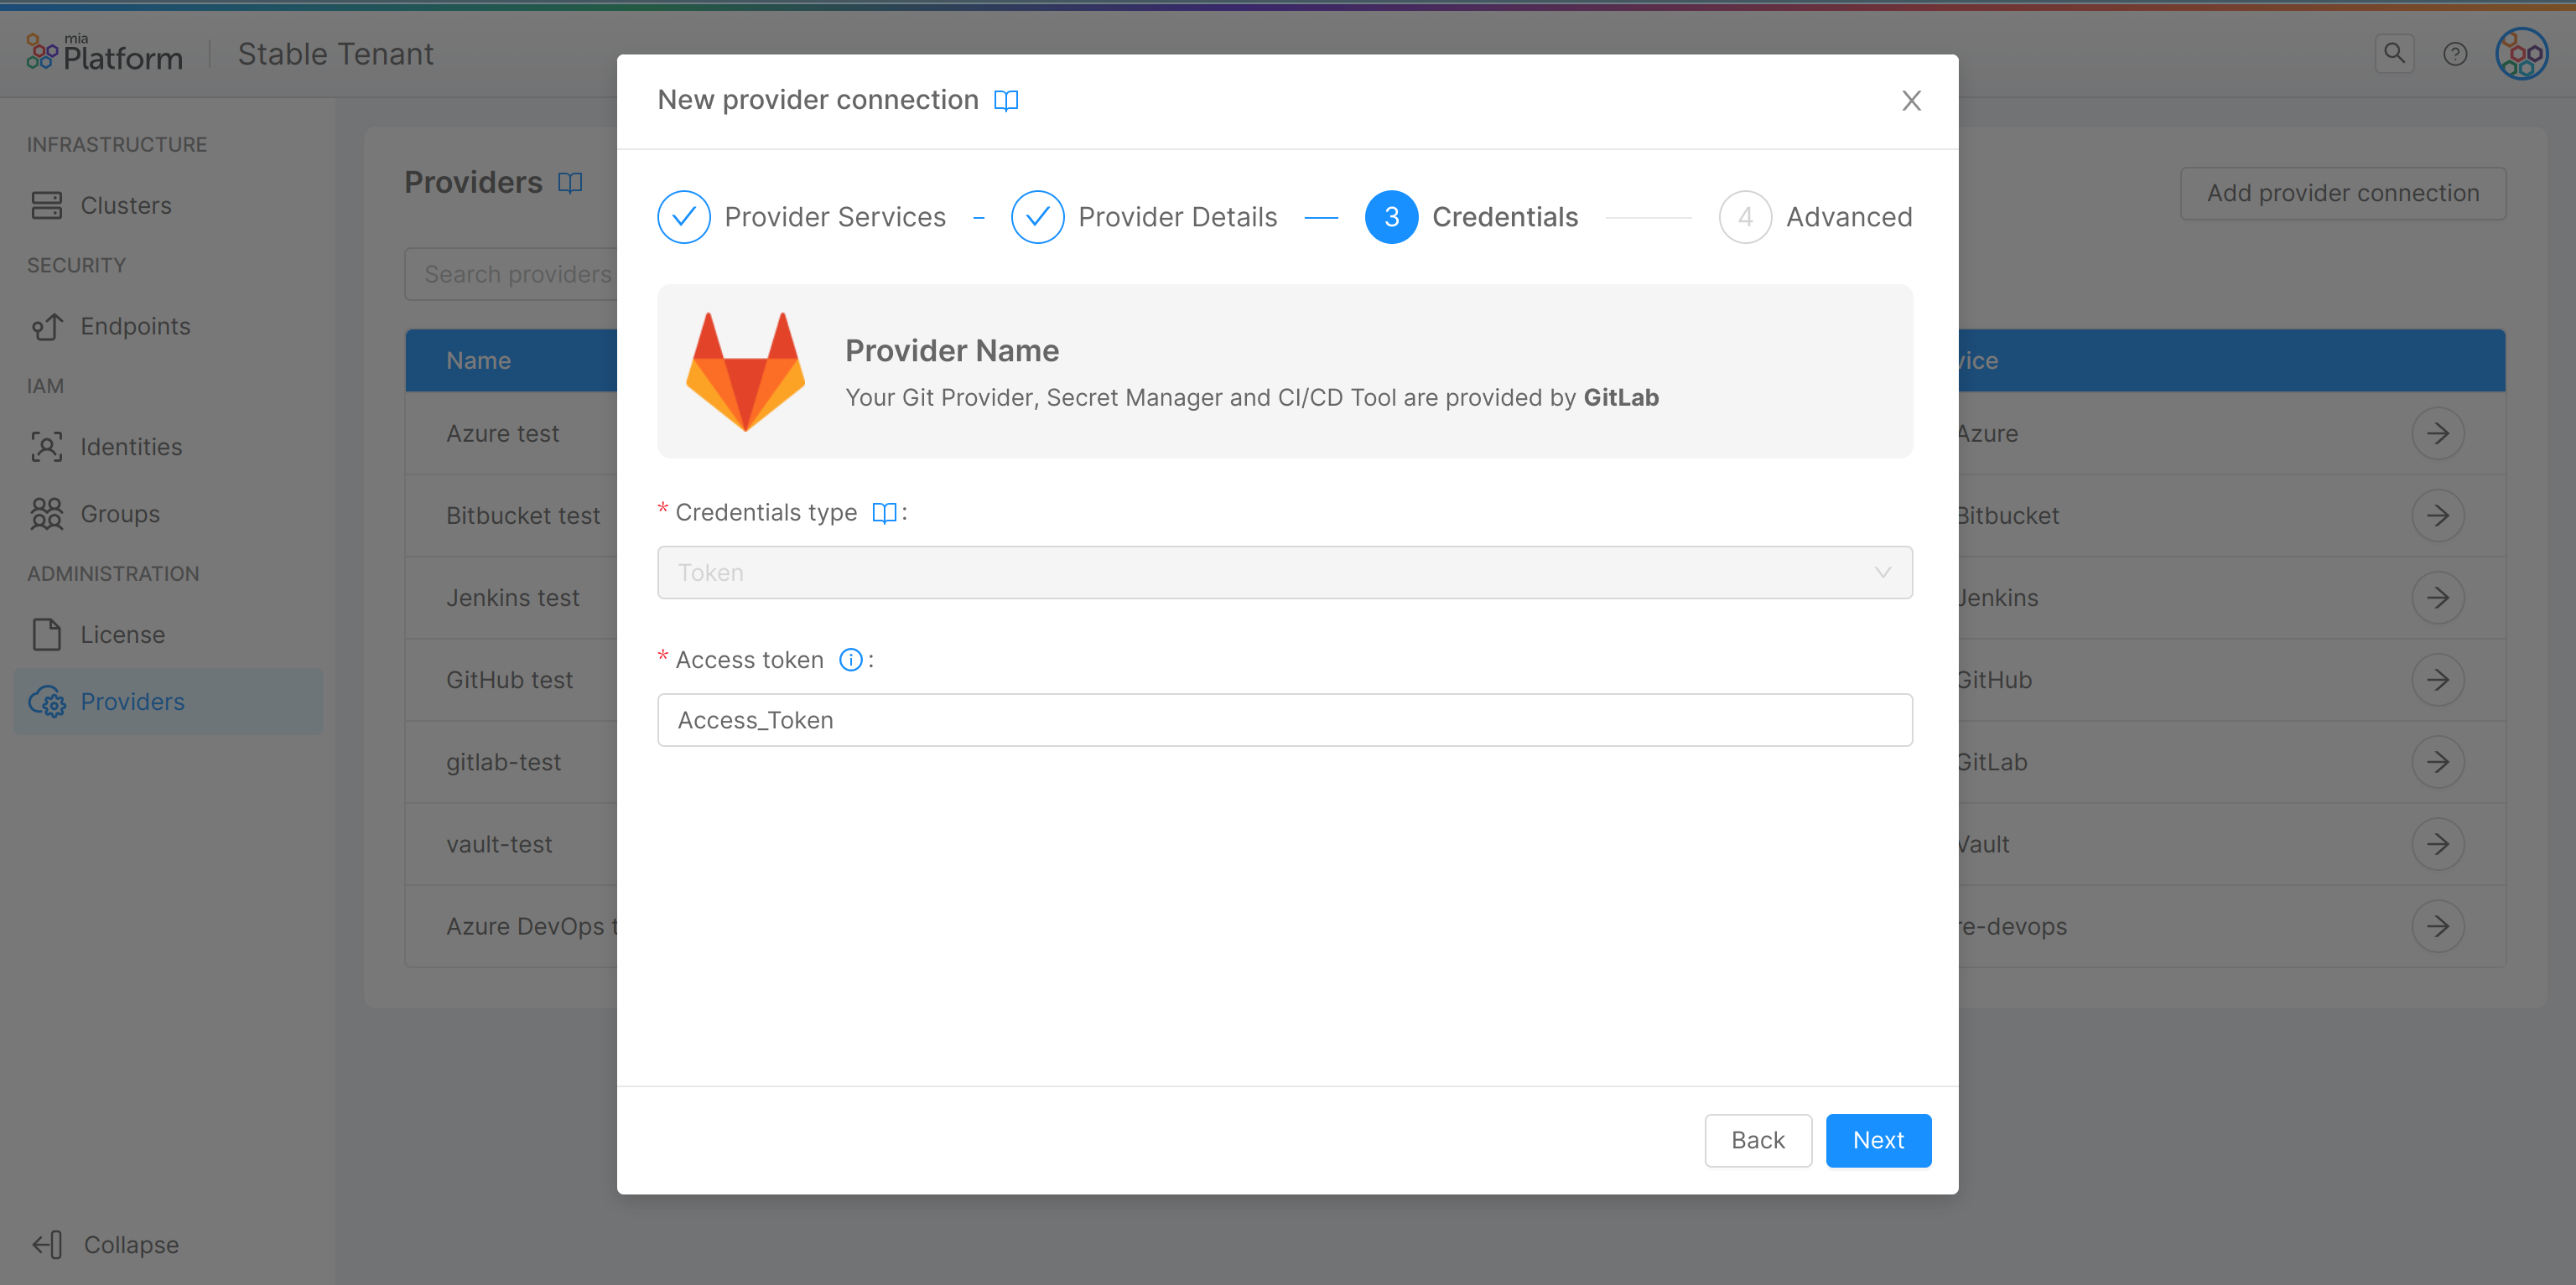 mia
Platform
Stable Tenant
INFRASTRUCTURE
Clusters
SECURITY
Endpoints
IAM
Identities
Groups
ADMINISTRATION
License
Providers
Collapse
Providers
Add provider connection
Search providers
Name
vice
Azure test
Azure
Bitbucket test
Bitbucket
Jenkins test
Jenkins
GitHub test
GitHub
gitlab-test
GitLab
vault-test
Vault
Azure DevOps t
re-devops
New provider connection
Provider Services
Provider Details
3 Credentials
4 Advanced
Provider Name
Your Git Provider, Secret Manager and CI/CD Tool are provided by GitLab
* Credentials type :
Token
* Access token :
Access_Token
Back
Next